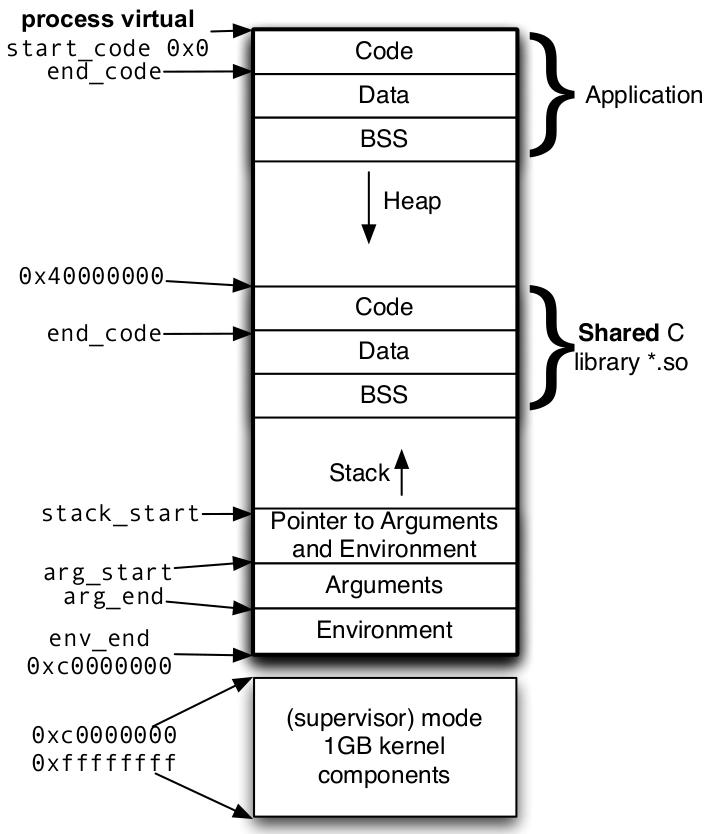 process virtual
start_code 0x0
end_code
Code
Data
BSS
Application
Heap
0x40000000
end_code
Code
Data
BSS
Shared C
library *.so
Stack
stack_start
Pointer to Arguments
and Environment
arg_start
arg_end
Arguments
Environment
env_end
0xc0000000
(supervisor) mode
1GB kernel
components
0xc0000000
0xffffffff